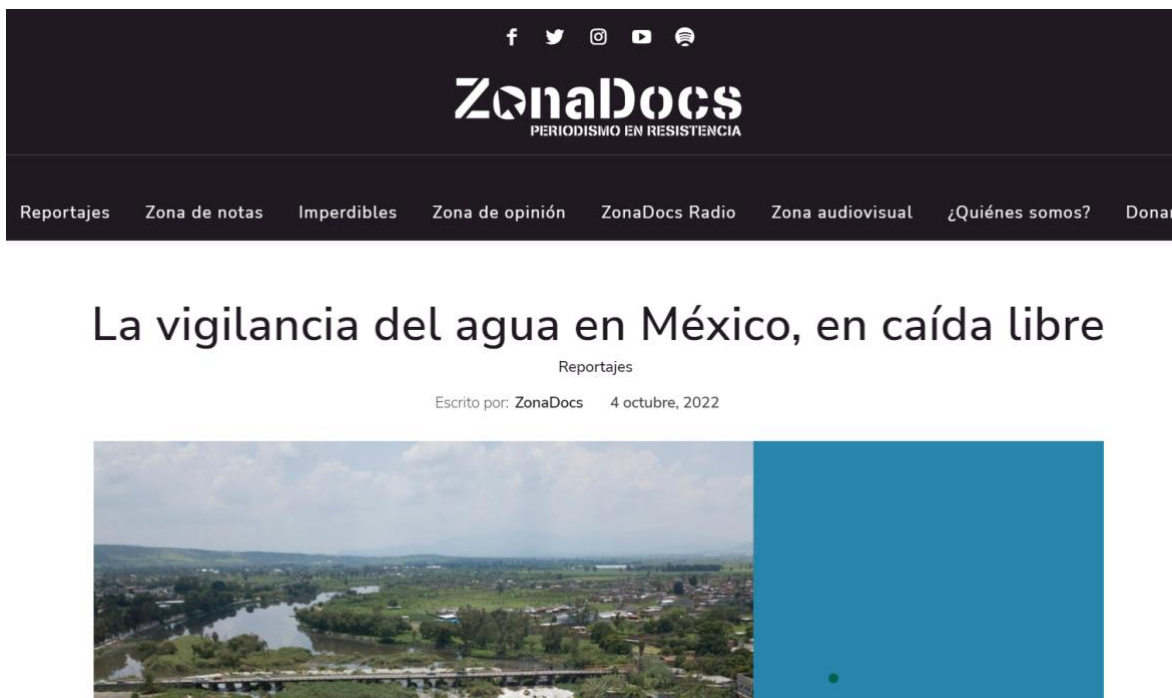 ZonaDocs
PERIODISMO EN RESISTENCIA
Reportajes Zona de notas Imperdibles Zona de opinión ZonaDocs Radio Zona audiovisual ¿Quiénes somos? Donar
La vigilancia del agua en México, en caída libre
Reportajes
Escrito por: ZonaDocs 4 octubre, 2022